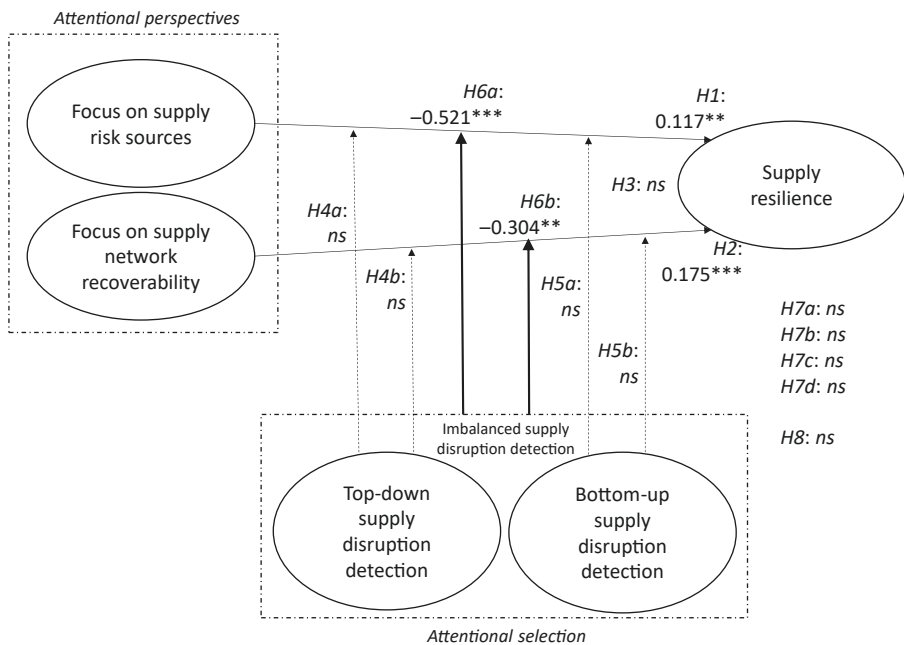 Attentional perspectives
Focus on supply
risk sources
Focus on supply
network
recoverability
H6a:
−0.521***
H1:
0.117**
Supply
resilience
H3: ns
H4a:
ns
H6b:
−0.304**
H2:
0.175***
H4b:
ns
H5a:
ns
H5b:
ns
H7a: ns
H7b: ns
H7c: ns
H7d: ns
H8: ns
Imbalanced supply
disruption detection
Top-down
supply
disruption
detection
Bottom-up
supply
disruption
detection
Attentional selection